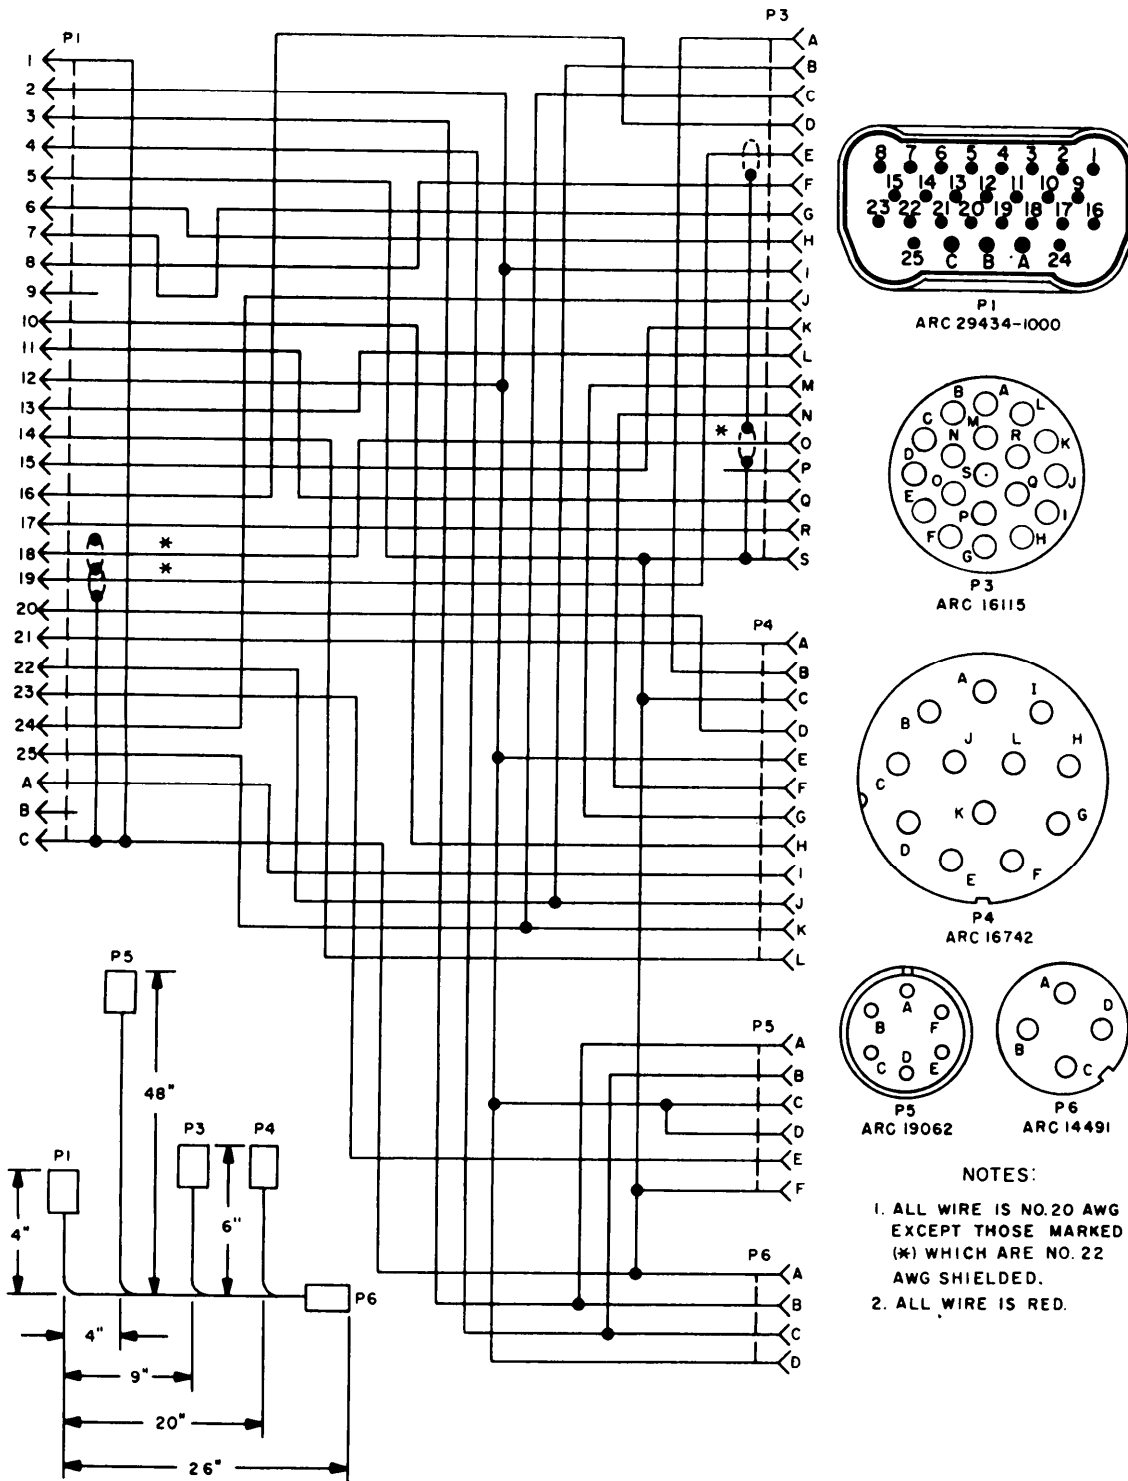 P1
1
2
3
4
5
6
7
8
9
10
11
12
13
14
15
16
17
18
19
20
21
22
23
24
25
A
B
C
*
*
P3
A
B
C
D
E
F
G
H
I
J
K
L
M
N
*
O
P
Q
R
S
P4
A
B
C
D
E
F
G
H
I
J
K
L
P5
A
B
C
D
E
F
P6
A
B
C
D
8 7 6 5 4 3 2 1
15 14 13 12 11 10 9
23 22 21 20 19 18 17 16
25 C B A 24
P1
ARC 29434-1000
B A L
C M K
N R
D S J
O Q
E P I
F H
G
P3
ARC 16115
A I
B
J L H
C
K G
D
E F
P4
ARC 16742
A
B F
C D E
P5
ARC 19062
A D
B
C
P6
ARC 14491
NOTES:
1. ALL WIRE IS NO. 20 AWG
EXCEPT THOSE MARKED
(*) WHICH ARE NO. 22
AWG SHIELDED.
2. ALL WIRE IS RED.
P5
48"
P3 P4
P1
4" 6"
P6
4"
9"
20"
26"